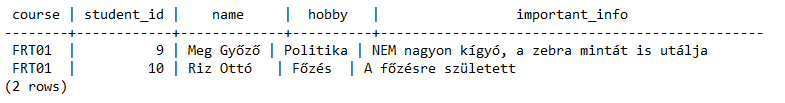 course | student_id | name | hobby | important_info
--------+------------+-----------+----------+------------------------------------------------
FRT01 | 9 | Meg Győző | Politika | NEM nagyon kígyó, a zebra mintát is utálja
FRT01 | 10 | Riz Ottó | Főzés | A főzésre született
(2 rows)